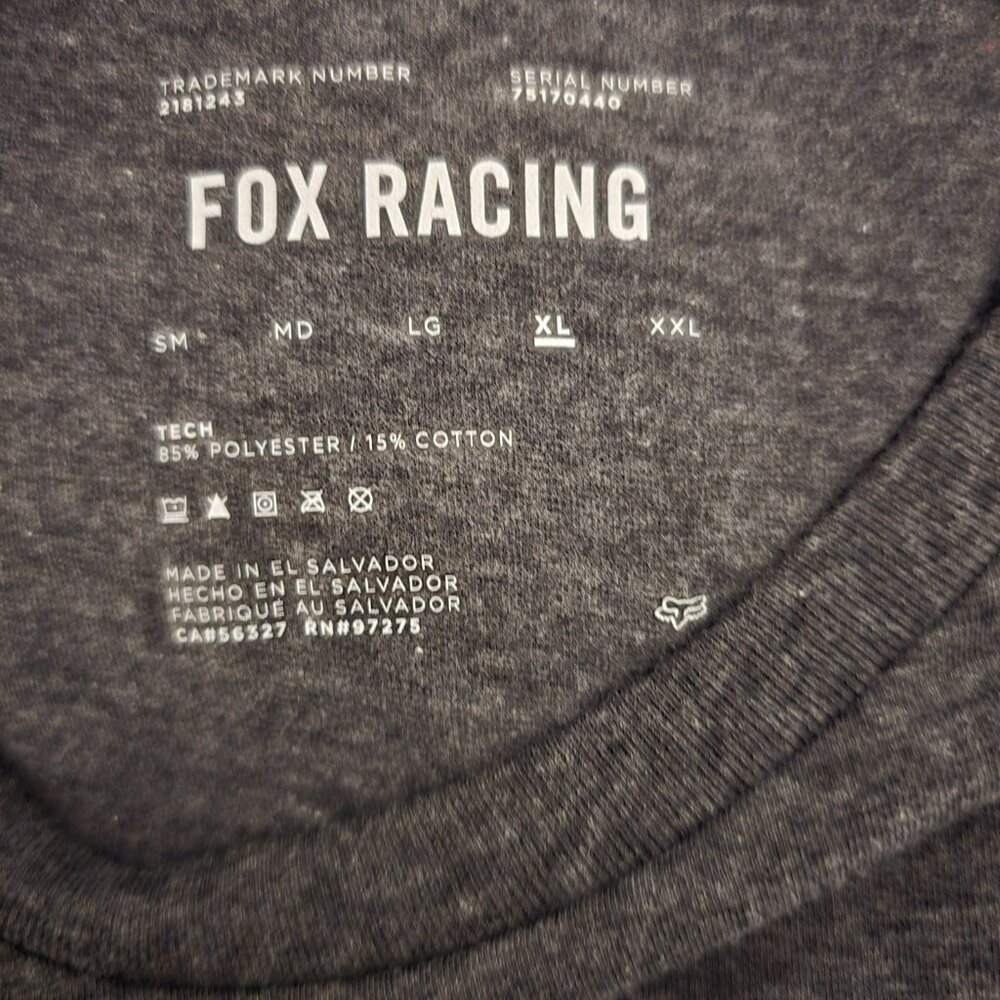 TRADEMARK NUMBER
2181243
SERIAL NUMBER
75170440
FOX RACING
SM MD LG XL XXL
TECH
85% POLYESTER / 15% COTTON
MADE IN EL SALVADOR
HECHO EN EL SALVADOR
FABRIQUÉ AU SALVADOR
CA#56327 RN#97275